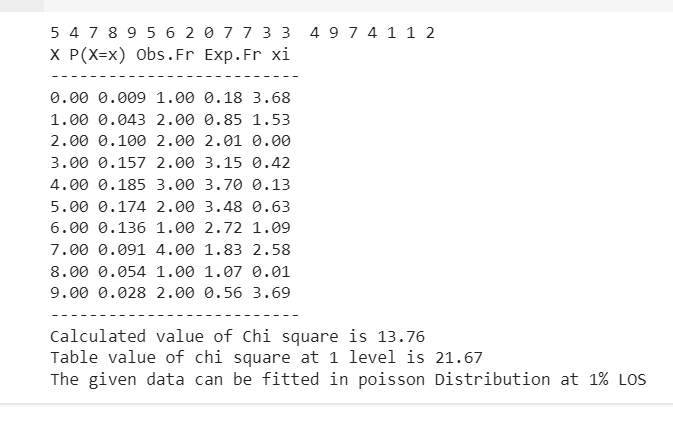 5 4 7 8 9 5 6 2 0 7 7 3 3  4 9 7 4 1 1 2
X P(X=x) Obs.Fr Exp.Fr xi
--------------------------
0.00 0.009 1.00 0.18 3.68
1.00 0.043 2.00 0.85 1.53
2.00 0.100 2.00 2.01 0.00
3.00 0.157 2.00 3.15 0.42
4.00 0.185 3.00 3.70 0.13
5.00 0.174 2.00 3.48 0.63
6.00 0.136 1.00 2.72 1.09
7.00 0.091 4.00 1.83 2.58
8.00 0.054 1.00 1.07 0.01
9.00 0.028 2.00 0.56 3.69
--------------------------
Calculated value of Chi square is 13.76
Table value of chi square at 1 level is 21.67
The given data can be fitted in poisson Distribution at 1% LOS